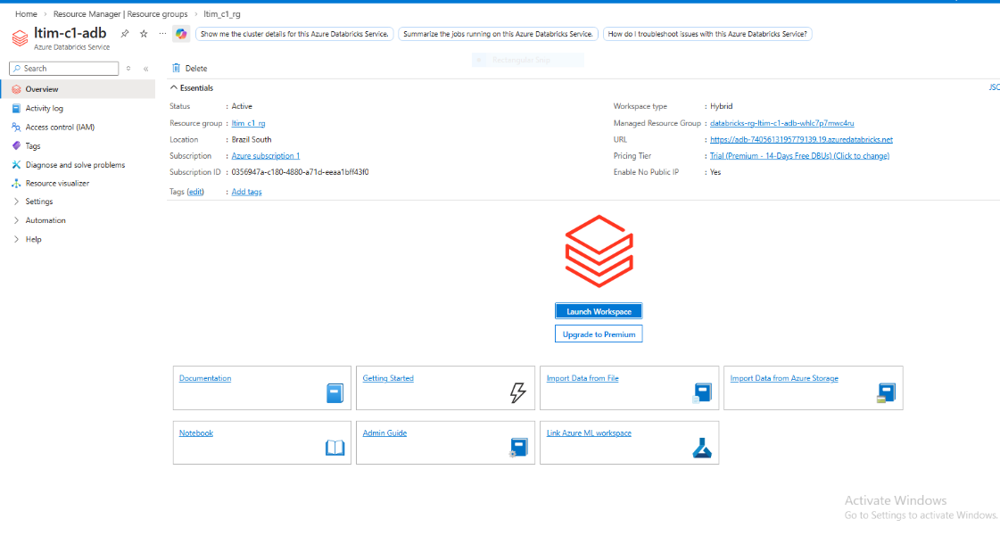 Home > Resource Manager | Resource groups > ltim_c1_rg
ltim-c1-adb
Azure Databricks Service
Show me the cluster details for this Azure Databricks Service.
Summarize the jobs running on this Azure Databricks Service.
How do I troubleshoot issues with this Azure Databricks Service?
Search
Delete
Rectangular Snip
Overview
Activity log
Access control (IAM)
Tags
Diagnose and solve problems
Resource visualizer
Settings
Automation
Help
Essentials
JSO
Status : Active
Resource group : ltim_c1_rg
Location : Brazil South
Subscription : Azure subscription 1
Subscription ID : 0356947a-c180-4880-a71d-eeaa1bff43f0
Tags (edit) : Add tags
Workspace type : Hybrid
Managed Resource Group : databricks-rg-ltim-c1-adb-whlc7p7mwc4ru
URL : https://adb-7405613195779139.19.azuredatabricks.net
Pricing Tier : Trial (Premium - 14-Days Free DBUs) (Click to change)
Enable No Public IP : Yes
Launch Workspace
Upgrade to Premium
Documentation
Getting Started
Import Data from File
Import Data from Azure Storage
Notebook
Admin Guide
Link Azure ML workspace
Activate Windows
Go to Settings to activate Windows.